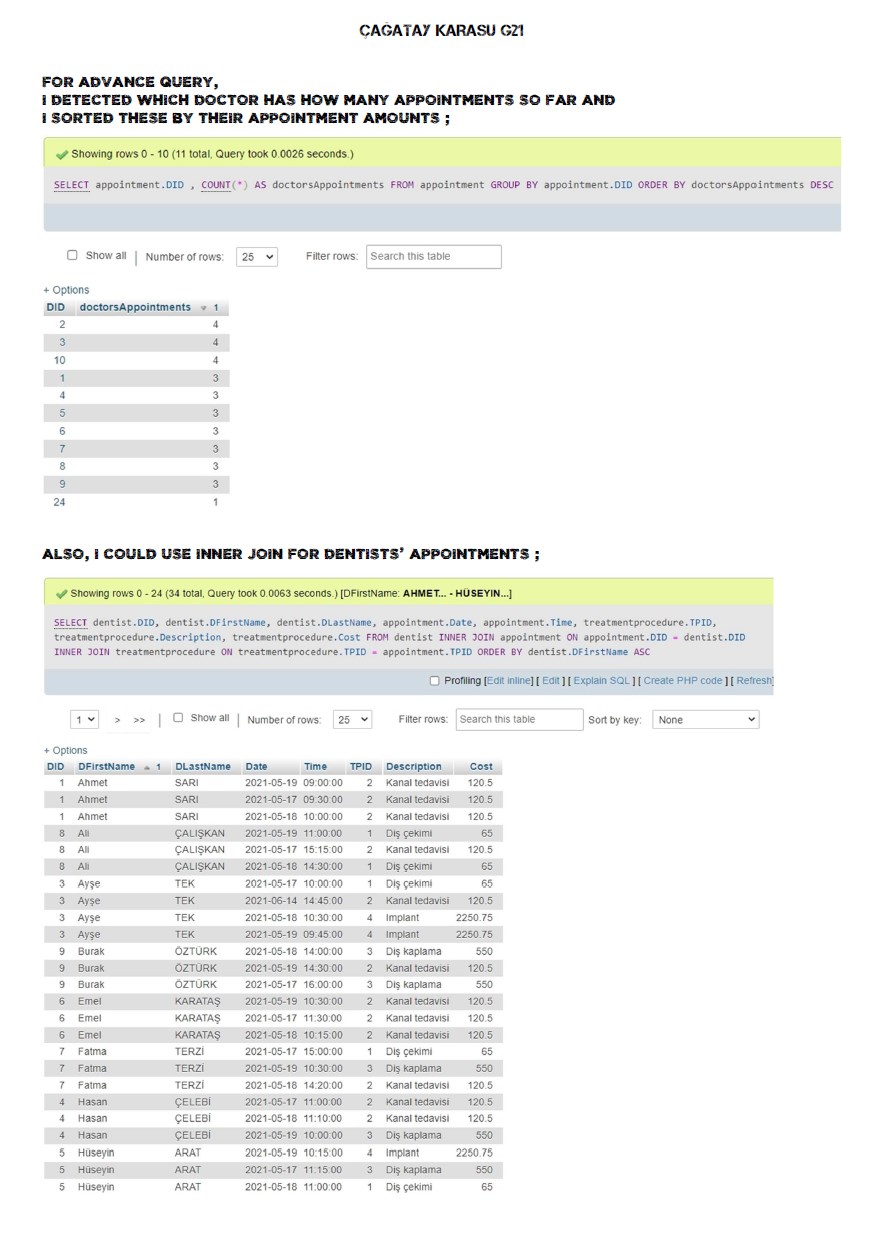 ÇAĞATAY KARASU G21
FOR ADVANCE QUERY,
I DETECTED WHICH DOCTOR HAS HOW MANY APPOINTMENTS SO FAR AND
I SORTED THESE BY THEIR APPOINTMENT AMOUNTS ;
Showing rows 0 - 10 (11 total, Query took 0.0026 seconds.)
SELECT appointment.DID , COUNT(*) AS doctorsAppointments FROM appointment GROUP BY appointment.DID ORDER BY doctorsAppointments DESC
Show all | Number of rows: 25 Filter rows: Search this table
+ Options
DID doctorsAppointments 1
2 4
3 4
10 4
1 3
4 3
5 3
6 3
7 3
8 3
9 3
24 1
ALSO, I COULD USE INNER JOIN FOR DENTISTS' APPOINTMENTS ;
Showing rows 0 - 24 (34 total, Query took 0.0063 seconds.) [DFirstName: AHMET... - HÜSEYIN...]
SELECT dentist.DID, dentist.DFirstName, dentist.DLastName, appointment.Date, appointment.Time, treatmentprocedure.TPID,
treatmentprocedure.Description, treatmentprocedure.Cost FROM dentist INNER JOIN appointment ON appointment.DID = dentist.DID
INNER JOIN treatmentprocedure ON treatmentprocedure.TPID = appointment.TPID ORDER BY dentist.DFirstName ASC
Profiling [Edit inline] [ Edit ] [ Explain SQL ] [ Create PHP code ] [ Refresh]
1 > >> | Show all | Number of rows: 25 Filter rows: Search this table Sort by key: None
+ Options
DID DFirstName 1 DLastName Date Time TPID Description Cost
1 Ahmet SARI 2021-05-19 09:00:00 2 Kanal tedavisi 120.5
1 Ahmet SARI 2021-05-17 09:30:00 2 Kanal tedavisi 120.5
1 Ahmet SARI 2021-05-18 10:00:00 2 Kanal tedavisi 120.5
8 Ali ÇALIŞKAN 2021-05-19 11:00:00 1 Diş çekimi 65
8 Ali ÇALIŞKAN 2021-05-17 15:15:00 2 Kanal tedavisi 120.5
8 Ali ÇALIŞKAN 2021-05-18 14:30:00 1 Diş çekimi 65
3 Ayşe TEK 2021-05-17 10:00:00 1 Diş çekimi 65
3 Ayşe TEK 2021-06-14 14:45:00 2 Kanal tedavisi 120.5
3 Ayşe TEK 2021-05-18 10:30:00 4 Implant 2250.75
3 Ayşe TEK 2021-05-19 09:45:00 4 Implant 2250.75
9 Burak ÖZTÜRK 2021-05-18 14:00:00 3 Diş kaplama 550
9 Burak ÖZTÜRK 2021-05-19 14:30:00 2 Kanal tedavisi 120.5
9 Burak ÖZTÜRK 2021-05-17 16:00:00 3 Diş kaplama 550
6 Emel KARATAŞ 2021-05-19 10:30:00 2 Kanal tedavisi 120.5
6 Emel KARATAŞ 2021-05-17 11:30:00 2 Kanal tedavisi 120.5
6 Emel KARATAŞ 2021-05-18 10:15:00 2 Kanal tedavisi 120.5
7 Fatma TERZİ 2021-05-17 15:00:00 1 Diş çekimi 65
7 Fatma TERZİ 2021-05-19 10:30:00 3 Diş kaplama 550
7 Fatma TERZİ 2021-05-18 14:20:00 2 Kanal tedavisi 120.5
4 Hasan ÇELEBİ 2021-05-17 11:00:00 2 Kanal tedavisi 120.5
4 Hasan ÇELEBİ 2021-05-18 11:10:00 2 Kanal tedavisi 120.5
4 Hasan ÇELEBİ 2021-05-19 10:00:00 3 Diş kaplama 550
5 Hüseyin ARAT 2021-05-19 10:15:00 4 Implant 2250.75
5 Hüseyin ARAT 2021-05-17 11:15:00 3 Diş kaplama 550
5 Hüseyin ARAT 2021-05-18 11:00:00 1 Diş çekimi 65